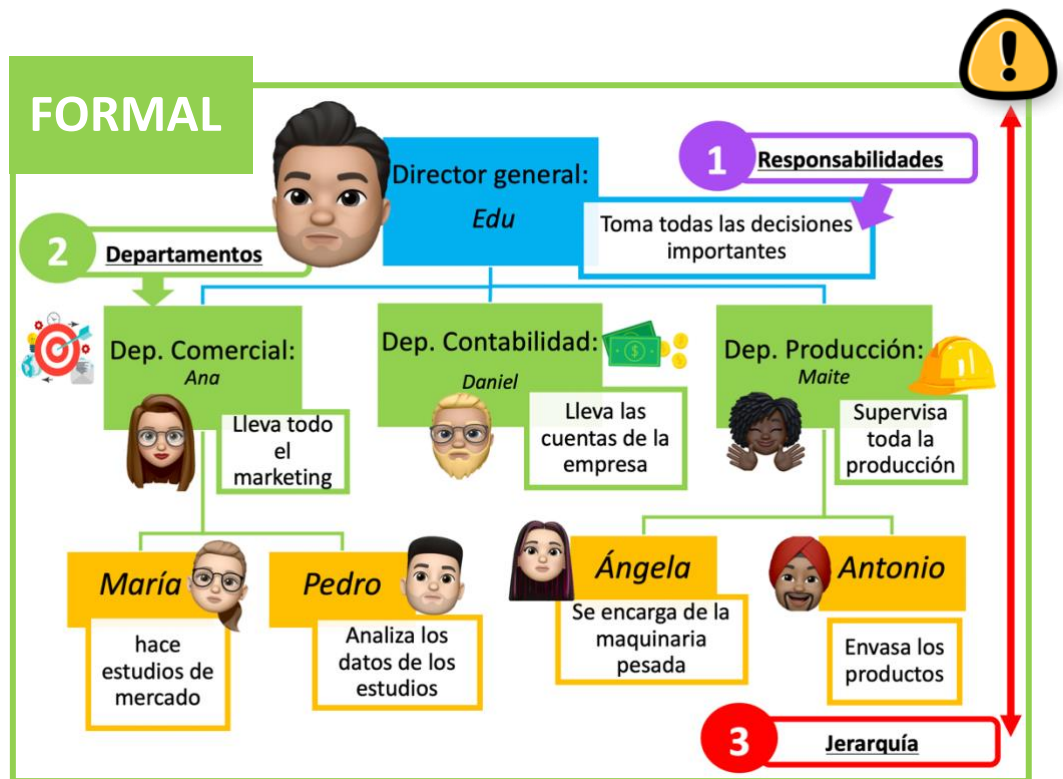 !
FORMAL
Director general:
Edu
1
Responsabilidades
Toma todas las decisiones
importantes
2
Departamentos
Dep. Comercial:
Ana
Lleva todo
el
marketing
Dep. Contabilidad:
Daniel
$
Lleva las
cuentas de la
empresa
Dep. Producción:
Maite
Supervisa
toda la
producción
María
hace
estudios de
mercado
Pedro
Analiza los
datos de los
estudios
Ángela
Se encarga de la
maquinaria
pesada
Antonio
Envasa los
productos
3
Jerarquía